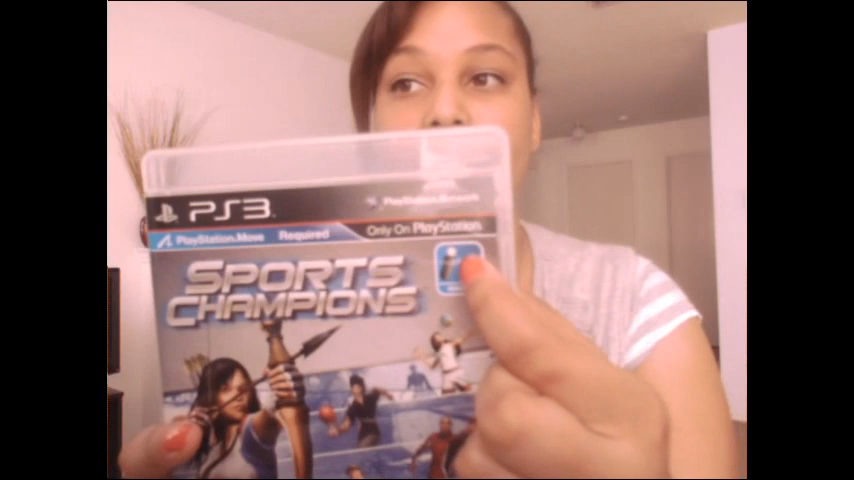 PS3
PlayStation Network
PlayStation.Move Required
Only On PlayStation
SPORTS
CHAMPIONS